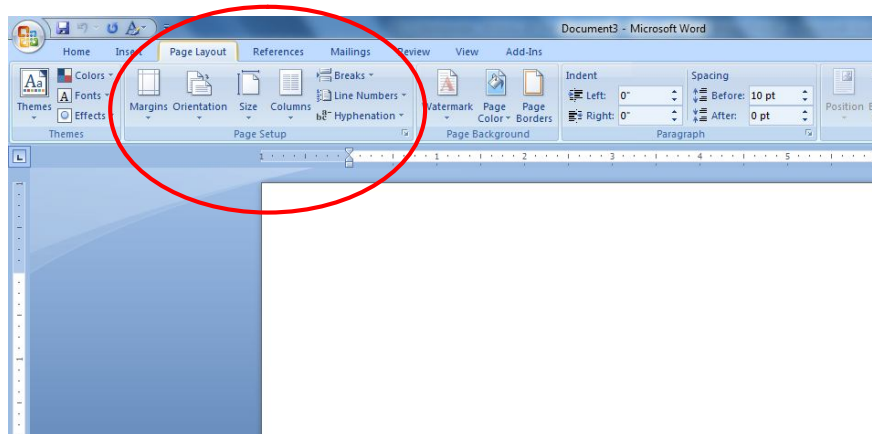 Document3 - Microsoft Word
Home Insert Page Layout References Mailings Review View Add-Ins
Aa Colors Breaks Indent Spacing
A Fonts Line Numbers Left: 0" Before: 10 pt
Themes Effects Margins Orientation Size Columns Hyphenation Watermark Page Color Page Borders Right: 0" After: 0 pt Position
Themes Page Setup Page Background Paragraph
L 1 1 2 3 4 5